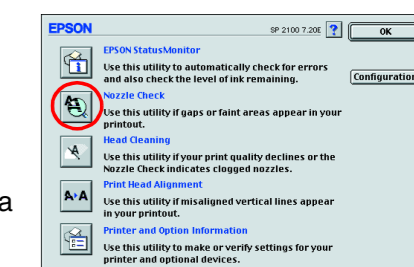 EPSON SP 2100 7.20E ? OK
EPSON StatusMonitor
Use this utility to automatically check for errors
and also check the level of ink remaining.
Configuration
Nozzle Check
Use this utility if gaps or faint areas appear in your
printout.
Head Cleaning
Use this utility if your print quality declines or the
Nozzle Check indicates clogged nozzles.
Print Head Alignment
a
Use this utility if misaligned vertical lines appear
in your printout.
Printer and Option Information
Use this utility to make or verify settings for your
printer and optional devices.